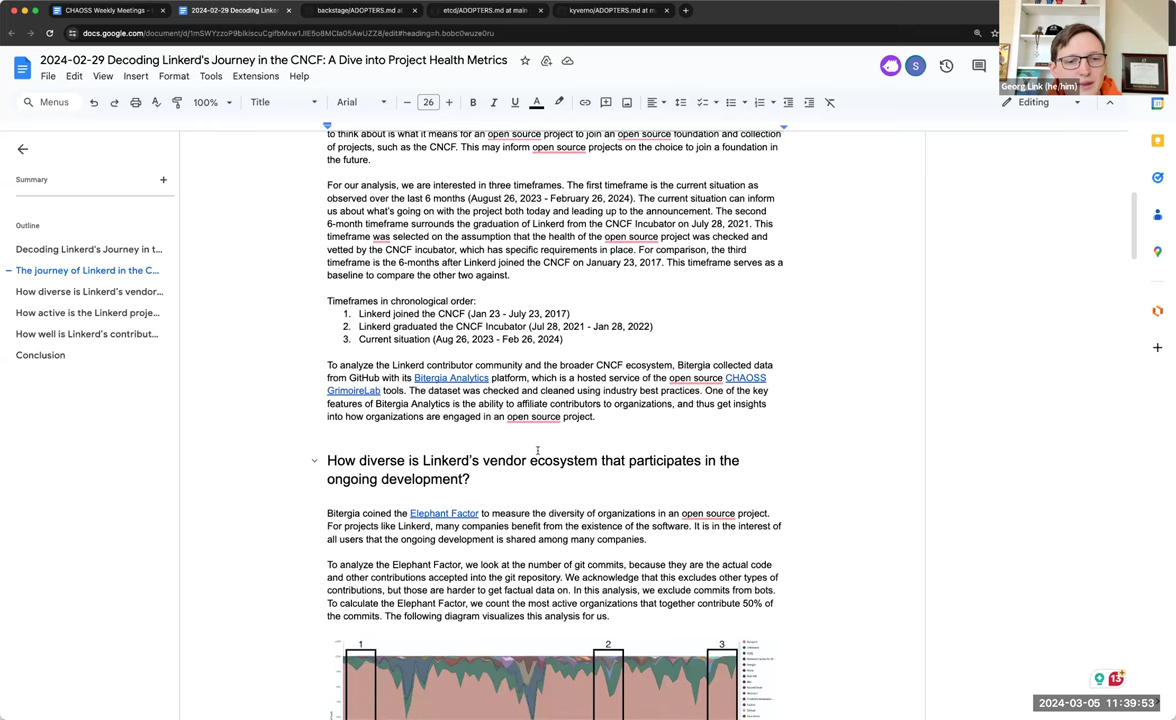 CHAOSS Weekly Meetings -
2024-02-29 Decoding Linker
backstage/ADOPTERS.md at
etcd/ADOPTERS.md at main
kyverno/ADOPTERS.md at m
2024-02-29 Decoding Linkerd's Journey in the CNCF: A Dive into Project Health Metrics
File Edit View Insert Format Tools Extensions Help
S
Georg Link (he/him)
Menus 100% Title Arial 26 B I U A Editing
to think about is what it means for an open source project to join an open source foundation and collection
of projects, such as the CNCF. This may inform open source projects on the choice to join a foundation in
the future.
Summary
For our analysis, we are interested in three timeframes. The first timeframe is the current situation as
observed over the last 6 months (August 26, 2023 - February 26, 2024). The current situation can inform
us about what's going on with the project both today and leading up to the announcement. The second
6-month timeframe surrounds the graduation of Linkerd from the CNCF Incubator on July 28, 2021. This
timeframe was selected on the assumption that the health of the open source project was checked and
vetted by the CNCF incubator, which has specific requirements in place. For comparison, the third
timeframe is the 6-months after Linkerd joined the CNCF on January 23, 2017. This timeframe serves as a
baseline to compare the other two against.
Outline
Decoding Linkerd's Journey in t...
The journey of Linkerd in the C...
How diverse is Linkerd's vendor...
How active is the Linkerd proje...
How well is Linkerd's contribut...
Conclusion
Timeframes in chronological order:
1. Linkerd joined the CNCF (Jan 23 - July 23, 2017)
2. Linkerd graduated the CNCF Incubator (Jul 28, 2021 - Jan 28, 2022)
3. Current situation (Aug 26, 2023 - Feb 26, 2024)
To analyze the Linkerd contributor community and the broader CNCF ecosystem, Bitergia collected data
from GitHub with its Bitergia Analytics platform, which is a hosted service of the open source CHAOSS
GrimoireLab tools. The dataset was checked and cleaned using industry best practices. One of the key
features of Bitergia Analytics is the ability to affiliate contributors to organizations, and thus get insights
into how organizations are engaged in an open source project.
How diverse is Linkerd's vendor ecosystem that participates in the
ongoing development?
Bitergia coined the Elephant Factor to measure the diversity of organizations in an open source project.
For projects like Linkerd, many companies benefit from the existence of the software. It is in the interest of
all users that the ongoing development is shared among many companies.
To analyze the Elephant Factor, we look at the number of git commits, because they are the actual code
and other contributions accepted into the git repository. We acknowledge that this excludes other types of
contributions, but those are harder to get factual data on. In this analysis, we exclude commits from bots.
To calculate the Elephant Factor, we count the most active organizations that together contribute 50% of
the commits. The following diagram visualizes this analysis for us.
1 2 3
13
2024-03-05 11:39:53